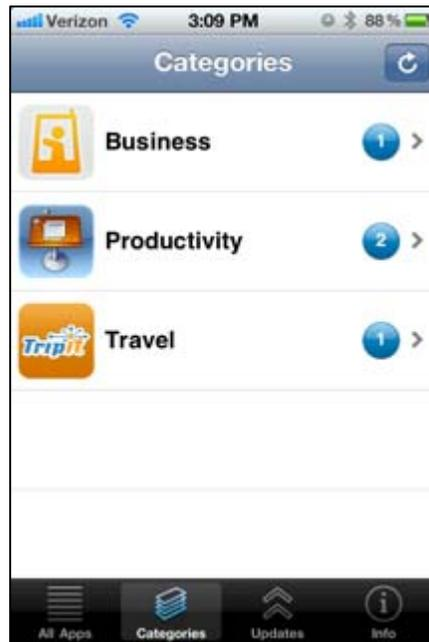 Verizon 3:09 PM 88%
Categories
Business 1
Productivity 2
TripIt Travel 1
All Apps Categories Updates Info